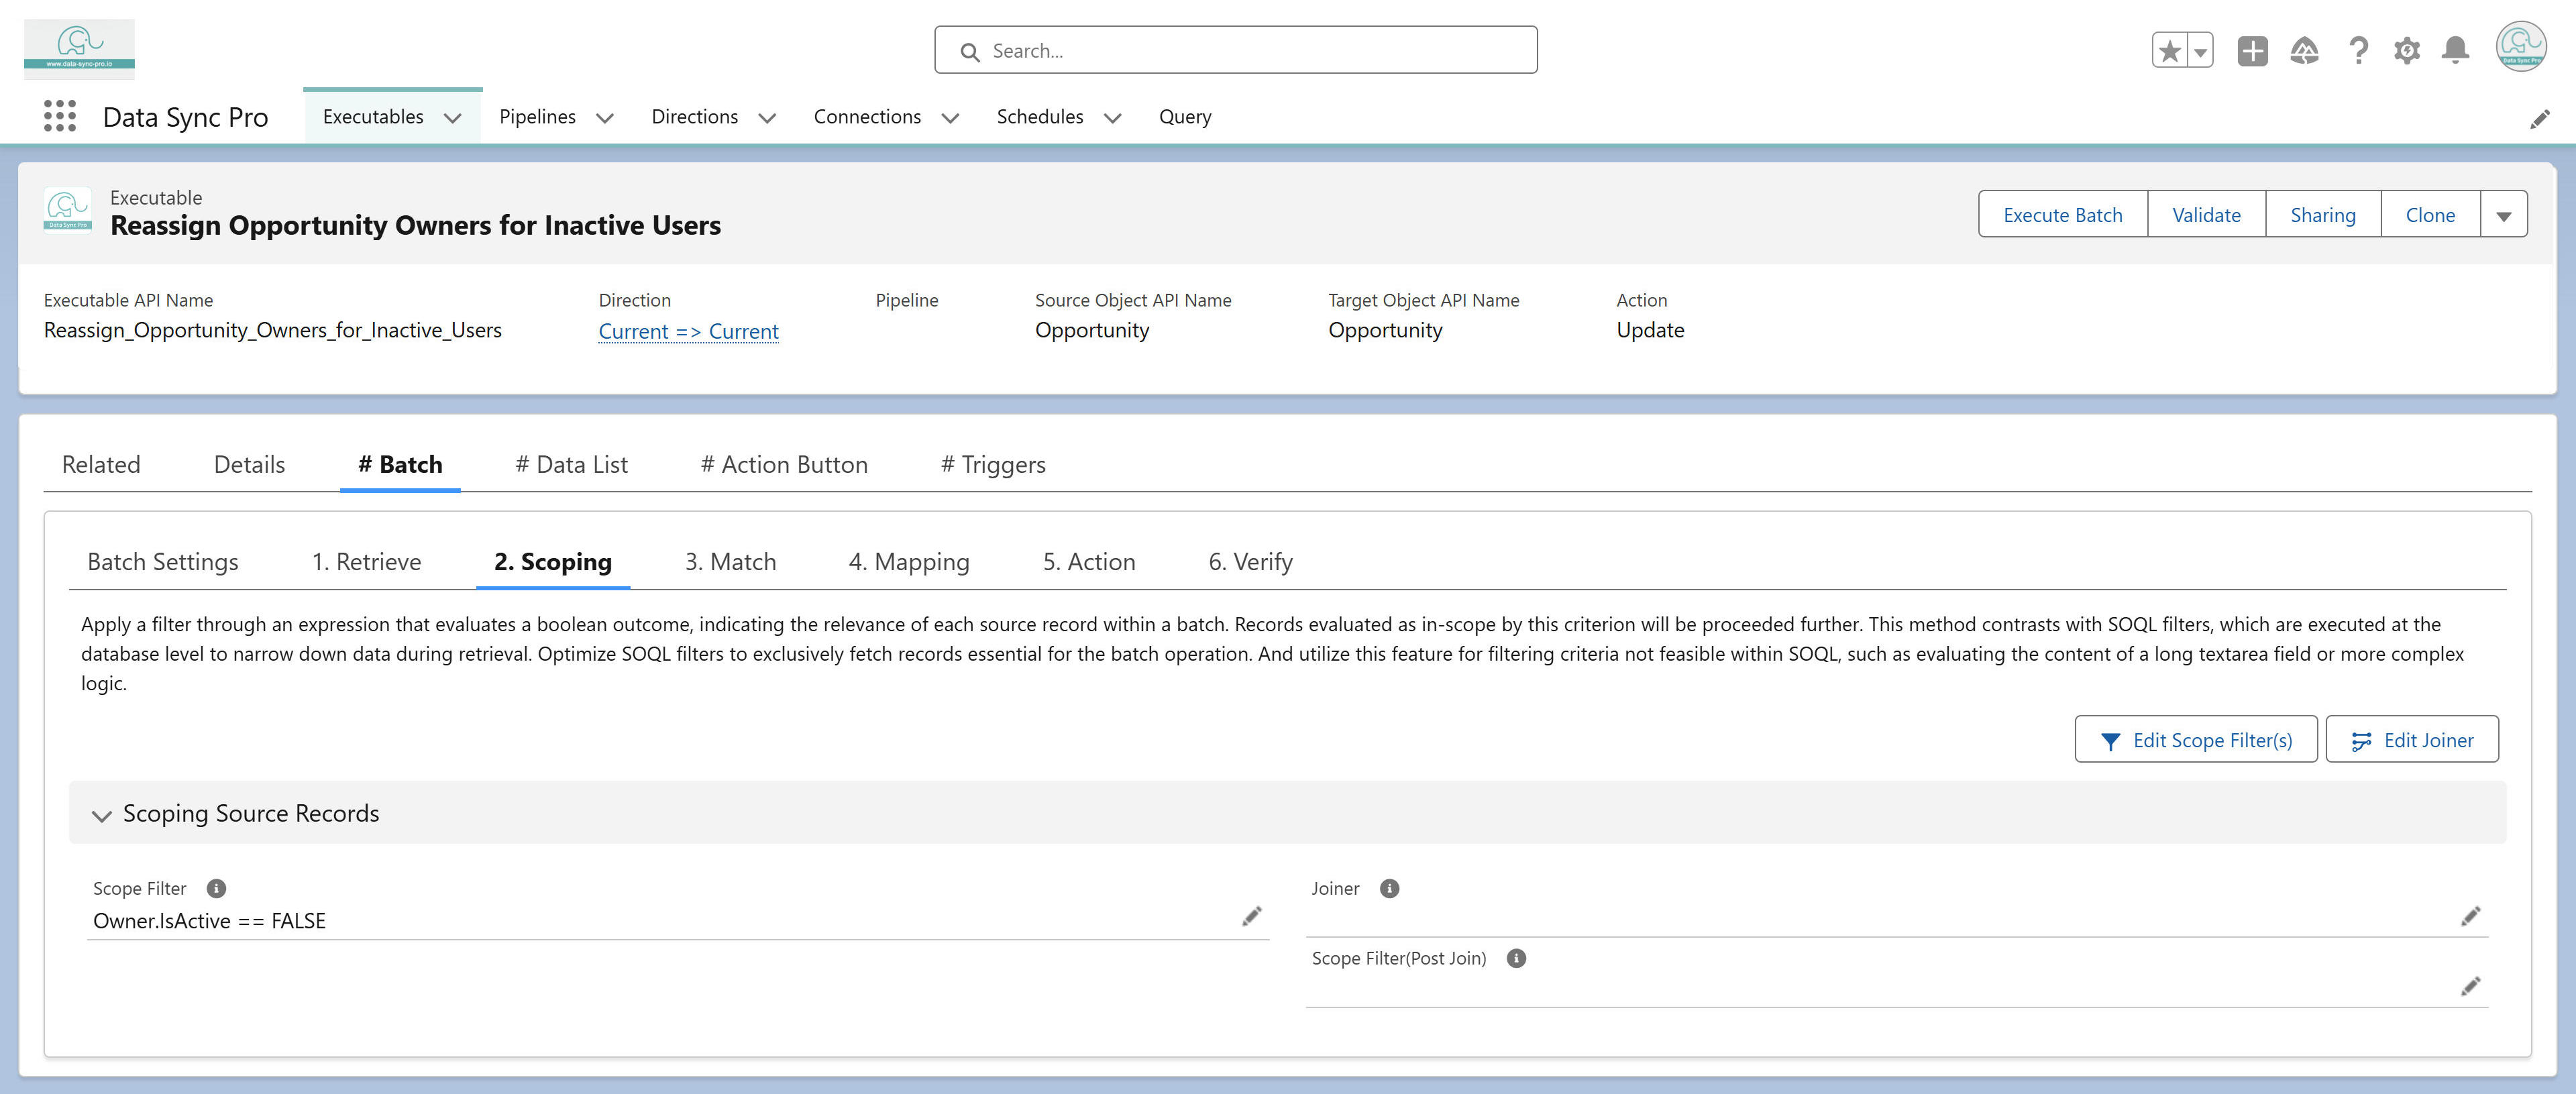 www.data-sync-pro.io
Search...
Data Sync Pro
Data Sync Pro
Executables
Pipelines
Directions
Connections
Schedules
Query
Data Sync Pro
Executable
Reassign Opportunity Owners for Inactive Users
Execute Batch
Validate
Sharing
Clone
Executable API Name
Direction
Pipeline
Source Object API Name
Target Object API Name
Action
Reassign_Opportunity_Owners_for_Inactive_Users
Current => Current
Opportunity
Opportunity
Update
Related
Details
# Batch
# Data List
# Action Button
# Triggers
Batch Settings
1. Retrieve
2. Scoping
3. Match
4. Mapping
5. Action
6. Verify
Apply a filter through an expression that evaluates a boolean outcome, indicating the relevance of each source record within a batch. Records evaluated as in-scope by this criterion will be proceeded further. This method contrasts with SOQL filters, which are executed at the
database level to narrow down data during retrieval. Optimize SOQL filters to exclusively fetch records essential for the batch operation. And utilize this feature for filtering criteria not feasible within SOQL, such as evaluating the content of a long textarea field or more complex
logic.
Edit Scope Filter(s)
Edit Joiner
Scoping Source Records
Scope Filter
Owner.IsActive == FALSE
Joiner
Scope Filter(Post Join)